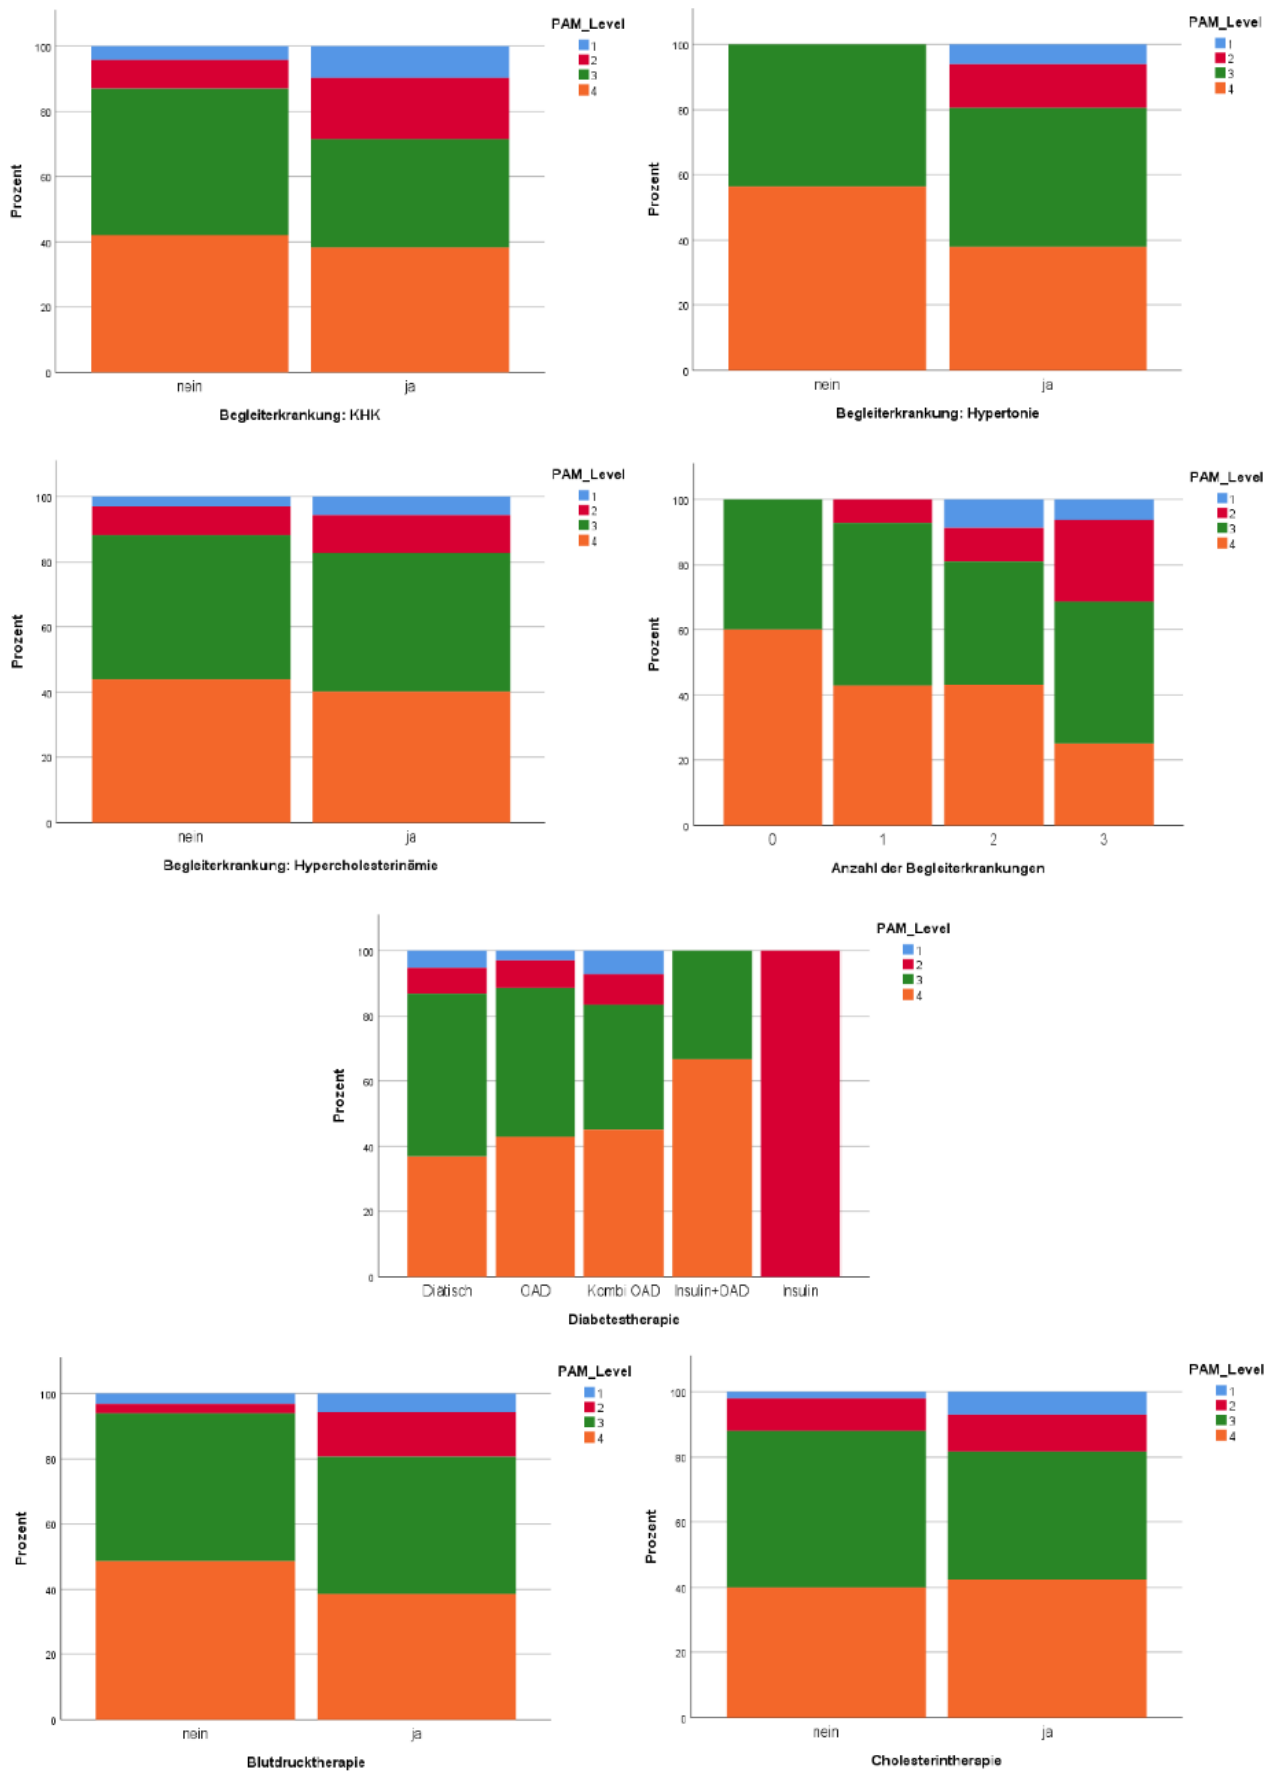 PAM_Level
1
2
3
4
100
80
60
40
20
0
Prozent
nein ja
Begleiterkrankung: KHK
PAM_Level
1
2
3
4
100
80
60
40
20
0
Prozent
nein ja
Begleiterkrankung: Hypertonie
PAM_Level
1
2
3
4
100
80
60
40
20
0
Prozent
nein ja
Begleiterkrankung: Hypercholesterinämie
PAM_Level
1
2
3
4
100
80
60
40
20
0
Prozent
0 1 2 3
Anzahl der Begleiterkrankungen
PAM_Level
1
2
3
4
100
80
60
40
20
0
Prozent
Diätisch OAD Kombi OAD Insulin+OAD Insulin
Diabetestherapie
PAM_Level
1
2
3
4
100
80
60
40
20
0
Prozent
nein ja
Blutdrucktherapie
PAM_Level
1
2
3
4
100
80
60
40
20
0
Prozent
nein ja
Cholesterintherapie